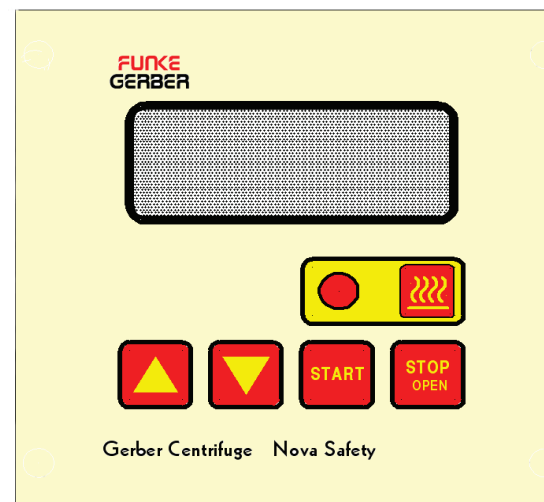 FUNKE
GERBER
START
STOP
OPEN
Gerber Centrifuge Nova Safety